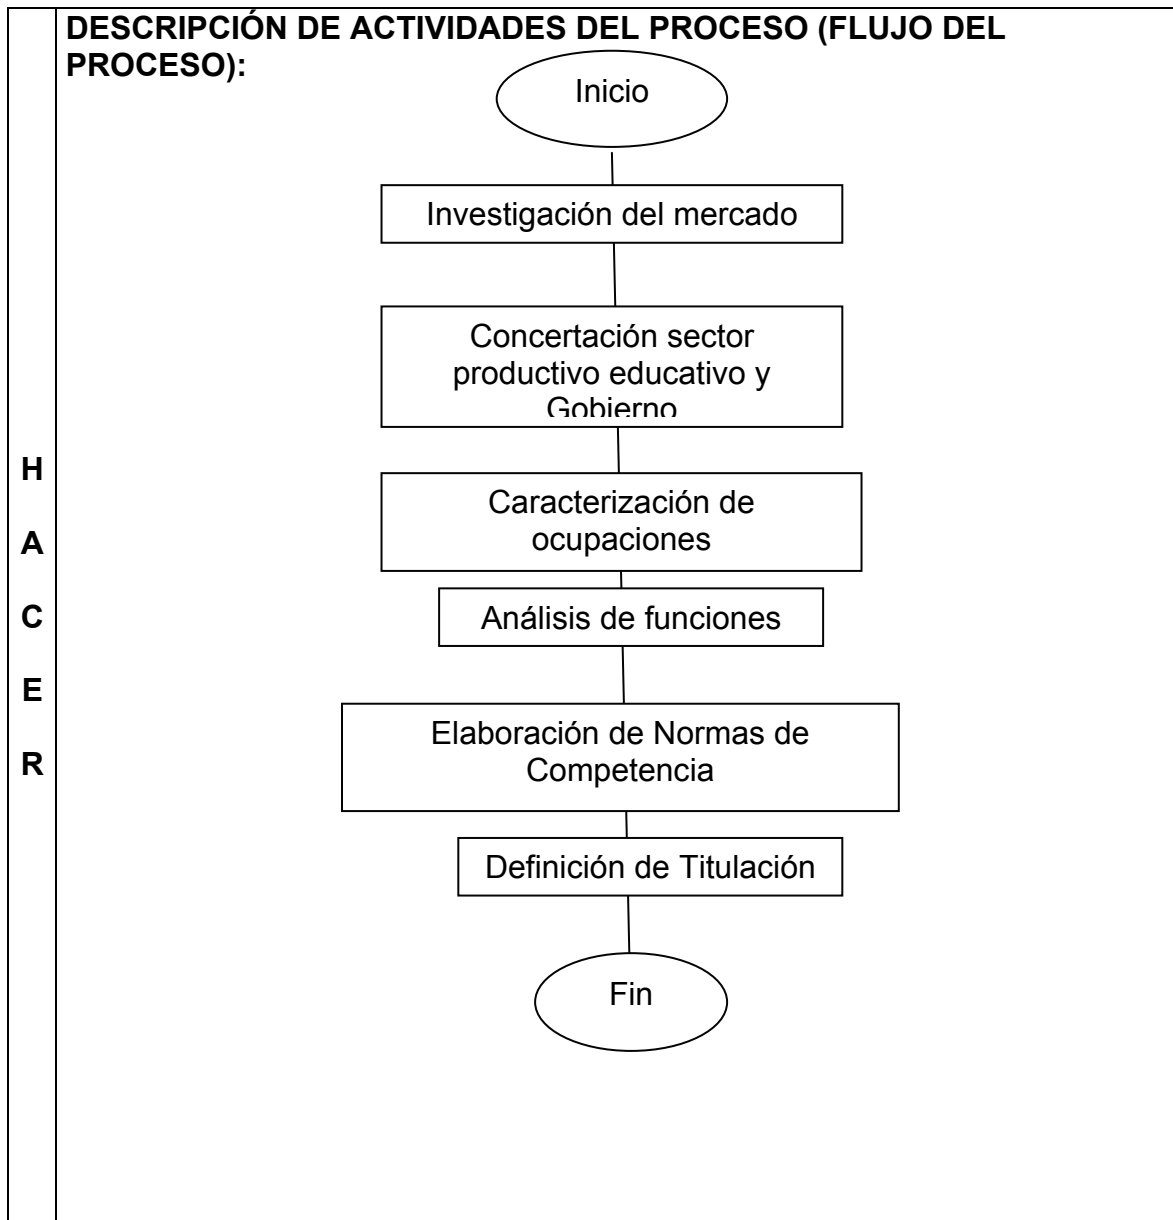 DESCRIPCIÓN DE ACTIVIDADES DEL PROCESO (FLUJO DEL
PROCESO):
Inicio
Investigación del mercado
Concertación sector
productivo educativo y
Gobierno
Caracterización de
ocupaciones
Análisis de funciones
Elaboración de Normas de
Competencia
Definición de Titulación
Fin
H
A
C
E
R